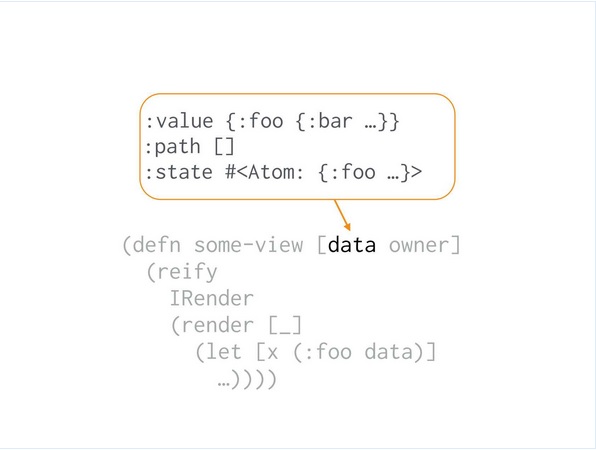 :value {:foo {:bar …}}
:path []
:state #<Atom: {:foo …}>
(defn some-view [data owner]
(reify
IRender
(render [_]
(let [x (:foo data)]
…))))